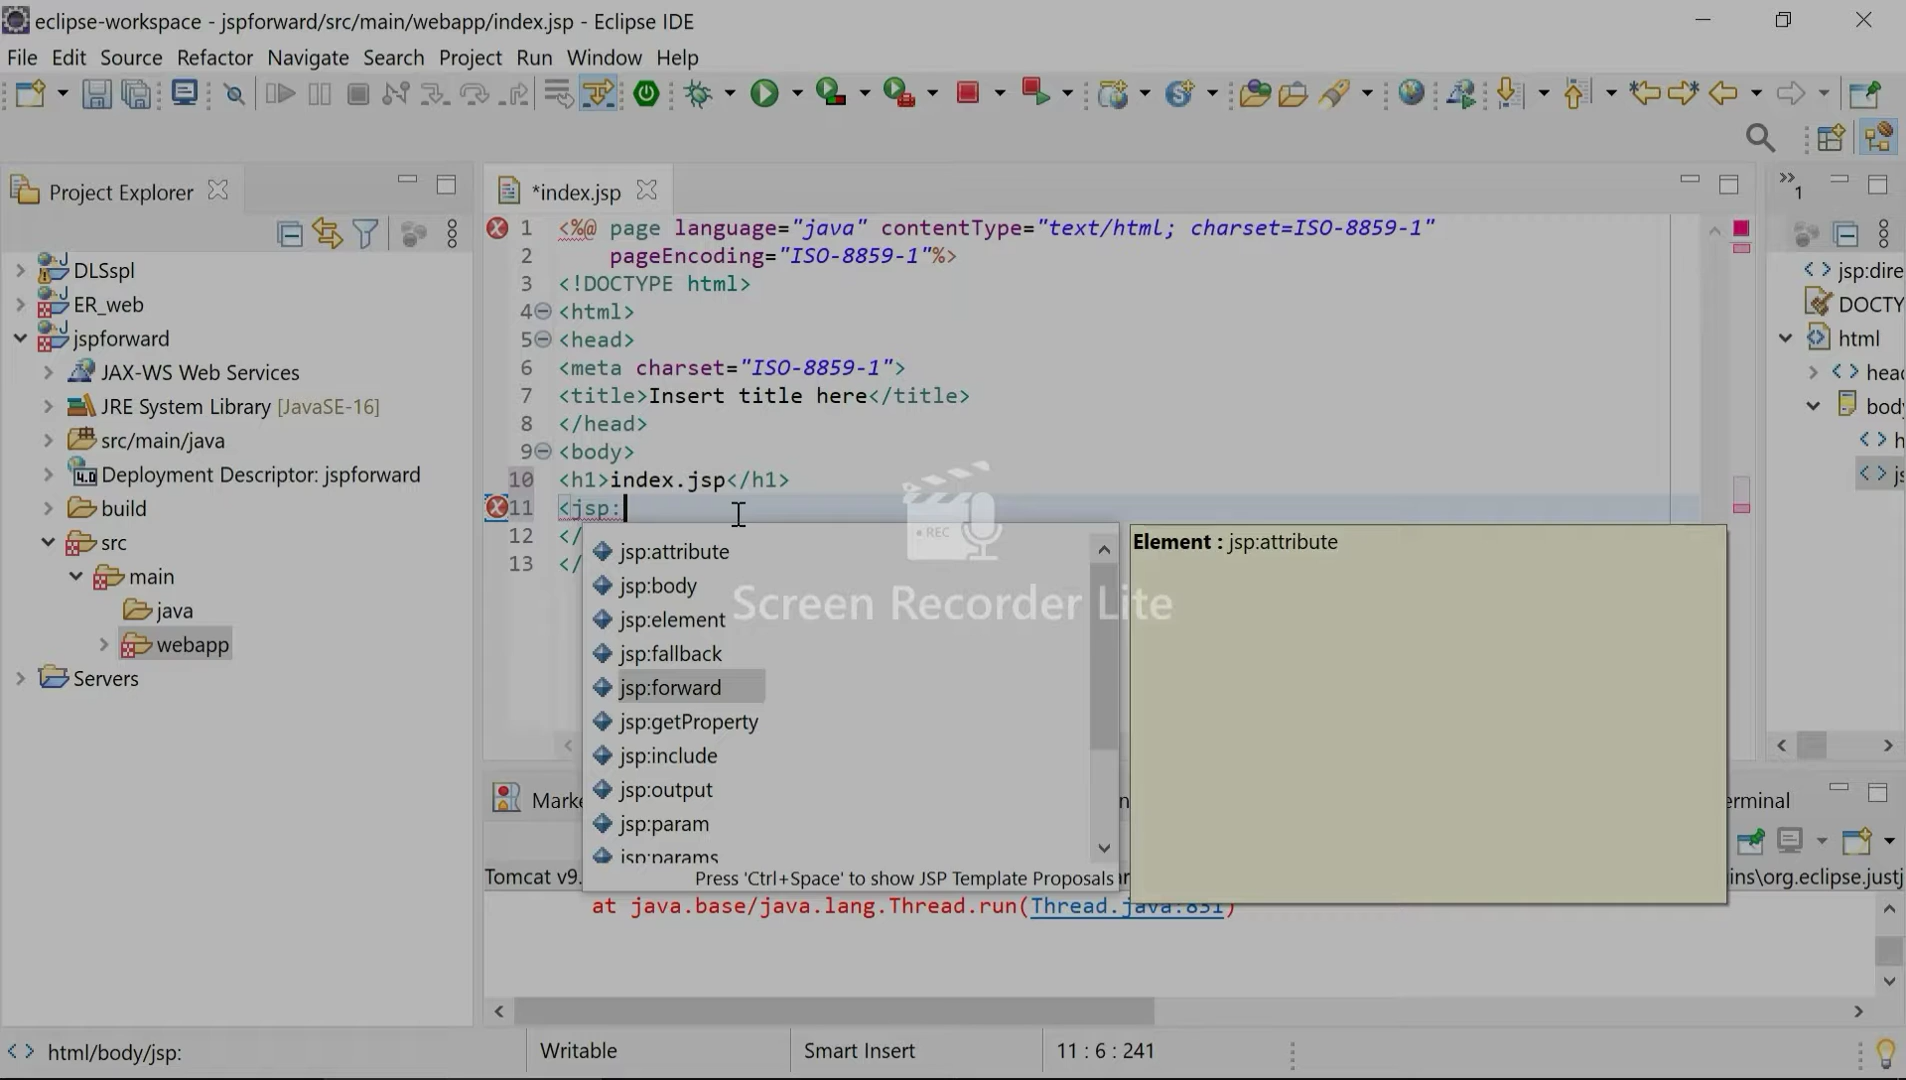 eclipse-workspace - jspforward/src/main/webapp/index.jsp - Eclipse IDE
File Edit Source Refactor Navigate Search Project Run Window Help
Project Explorer
DLSspl
ER_web
jspforward
JAX-WS Web Services
JRE System Library [JavaSE-16]
src/main/java
4.0 Deployment Descriptor: jspforward
build
src
main
java
webapp
Servers
*index.jsp
1 <%@ page language="java" contentType="text/html; charset=ISO-8859-1"
2 pageEncoding="ISO-8859-1"%>
3 <!DOCTYPE html>
4 <html>
5 <head>
6 <meta charset="ISO-8859-1">
7 <title>Insert title here</title>
8 </head>
9 <body>
10 <h1>index.jsp</h1>
11 <jsp:
12 </
13 </
jsp:attribute
jsp:body
jsp:element
jsp:fallback
jsp:forward
jsp:getProperty
jsp:include
jsp:output
jsp:param
jsp:params
Press 'Ctrl+Space' to show JSP Template Proposals
Element : jsp:attribute
REC
Screen Recorder Lite
1
jsp:dire
DOCTY
html
head
body
h
js
Marke
erminal
Tomcat v9.
ins\org.eclipse.justj
at java.base/java.lang.Thread.run(Thread.java:831)
html/body/jsp:
Writable
Smart Insert
11 : 6 : 241